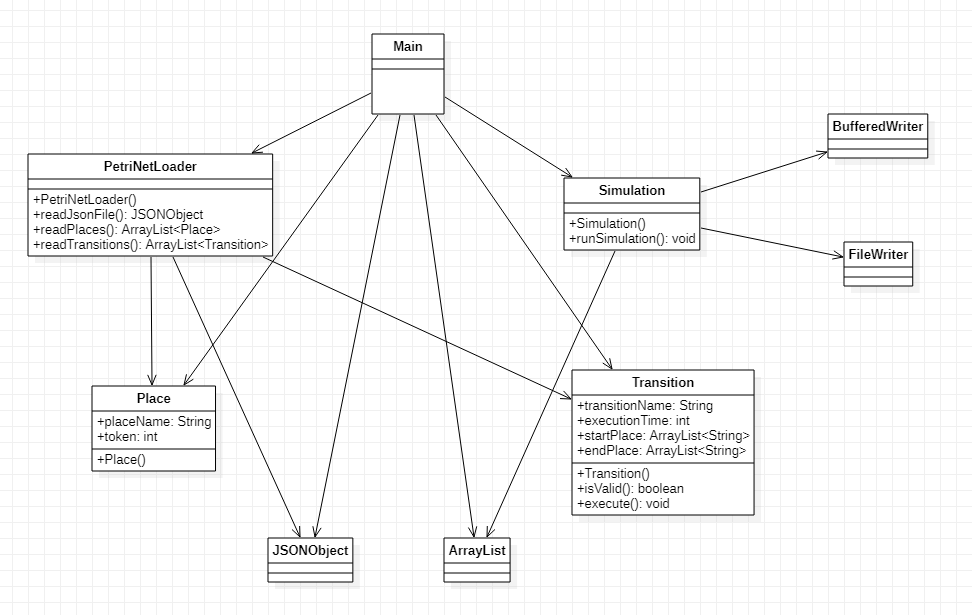 Main
BufferedWriter
PetriNetLoader
+PetriNetLoader()
+readJsonFile(): JSONObject
+readPlaces(): ArrayList<Place>
+readTransitions(): ArrayList<Transition>
Simulation
+Simulation()
+runSimulation(): void
FileWriter
Place
+placeName: String
+token: int
+Place()
Transition
+transitionName: String
+executionTime: int
+startPlace: ArrayList<String>
+endPlace: ArrayList<String>
+Transition()
+isValid(): boolean
+execute(): void
JSONObject
ArrayList